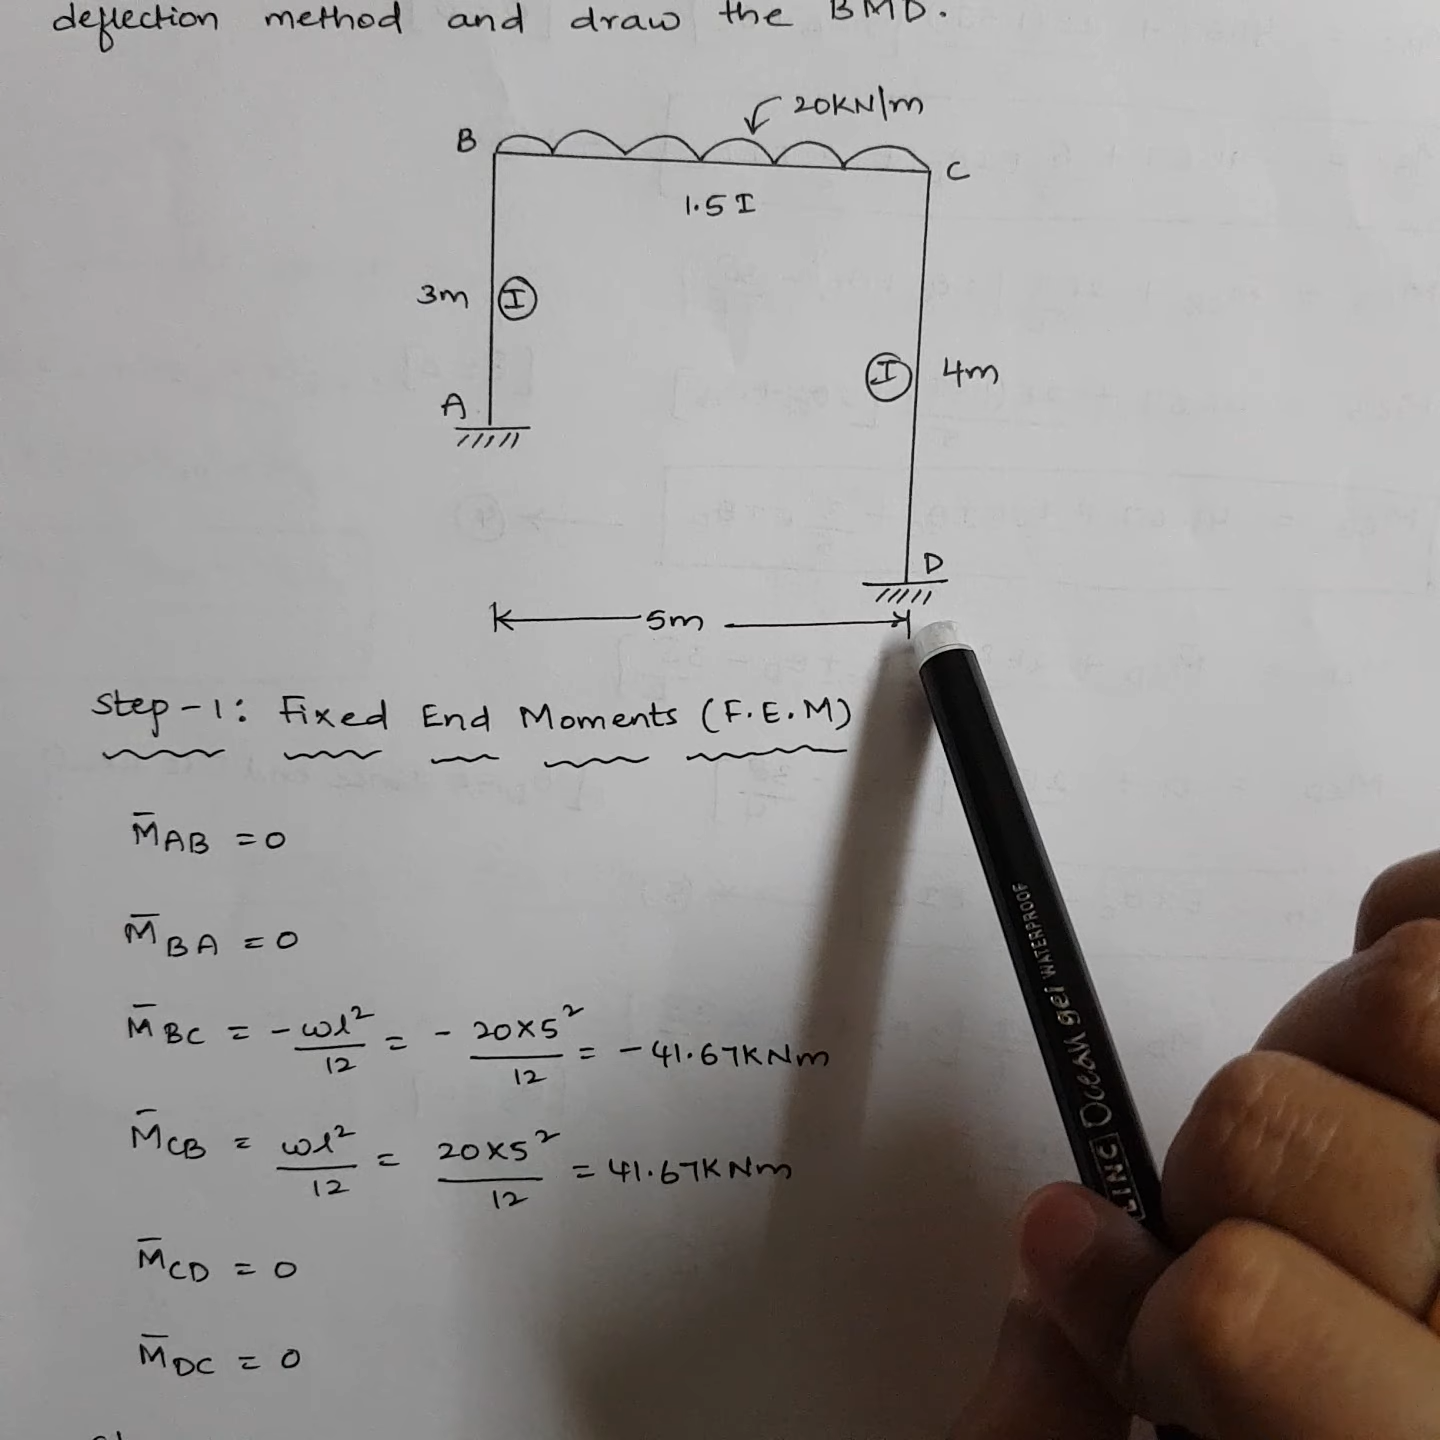 deflection method and draw the BMD.
20KN/m
B
C
1.5 I
3m
I
I
4m
A
D
5m
Step-1: Fixed End Moments (F.E.M)
M̄AB = 0
M̄BA = 0
M̄BC = -wl²/12 = - 20×5²/12 = -41.67KNm
M̄CB = wl²/12 = 20×5²/12 = 41.67KNm
M̄CD = 0
M̄DC = 0
LINC Ocean gel WATERPROOF